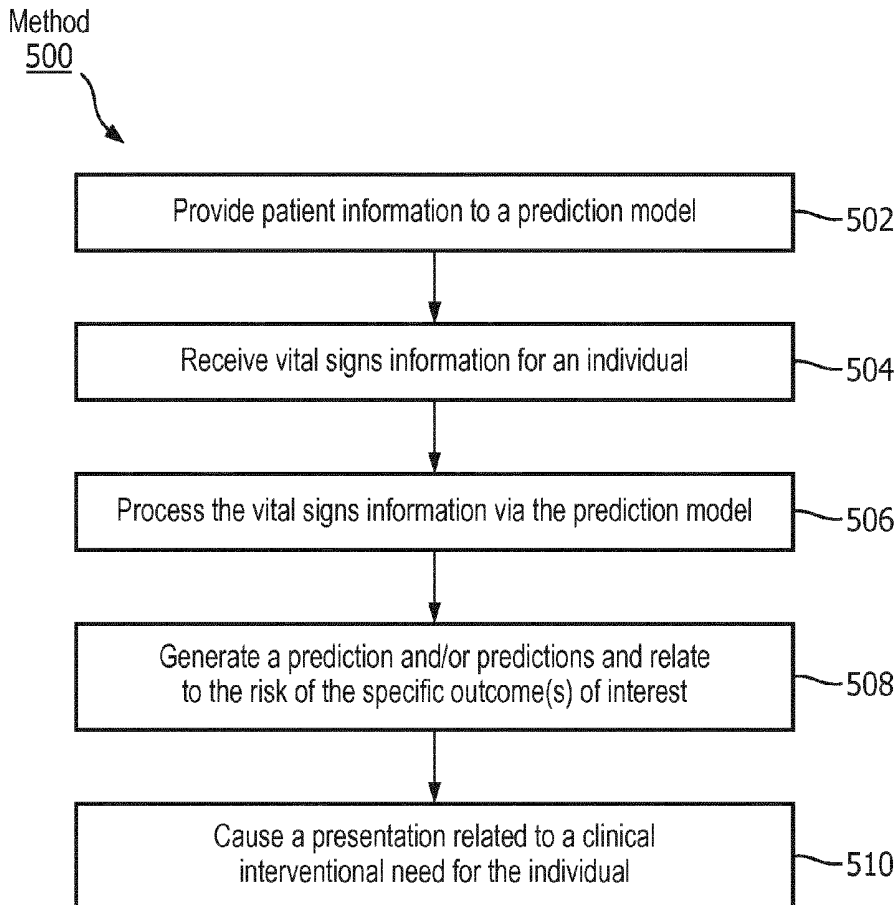 Method
500
Provide patient information to a prediction model
502
Receive vital signs information for an individual
504
Process the vital signs information via the prediction model
506
Generate a prediction and/or predictions and relate
to the risk of the specific outcome(s) of interest
508
Cause a presentation related to a clinical
interventional need for the individual
510